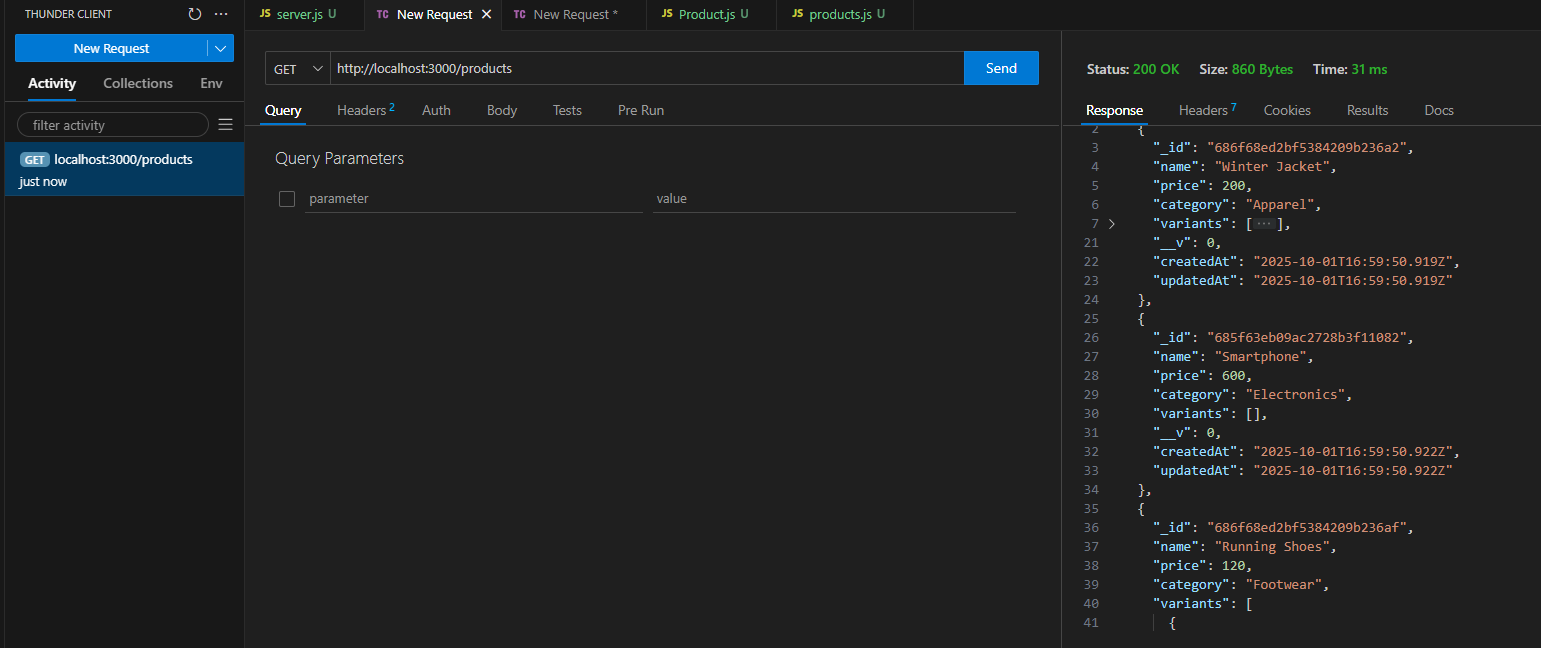 THUNDER CLIENT
New Request
Activity Collections Env
filter activity
GET localhost:3000/products
just now
JS server.js U TC New Request TC New Request * JS Product.js U JS products.js U
GET http://localhost:3000/products Send
Query Headers 2 Auth Body Tests Pre Run
Query Parameters
parameter value
Status: 200 OK Size: 860 Bytes Time: 31 ms
Response Headers 7 Cookies Results Docs
2 {
3 "_id": "686f68ed2bf5384209b236a2",
4 "name": "Winter Jacket",
5 "price": 200,
6 "category": "Apparel",
7 "variants": [ ··· ],
21 "__v": 0,
22 "createdAt": "2025-10-01T16:59:50.919Z",
23 "updatedAt": "2025-10-01T16:59:50.919Z"
24 },
25 {
26 "_id": "685f63eb09ac2728b3f11082",
27 "name": "Smartphone",
28 "price": 600,
29 "category": "Electronics",
30 "variants": [],
31 "__v": 0,
32 "createdAt": "2025-10-01T16:59:50.922Z",
33 "updatedAt": "2025-10-01T16:59:50.922Z"
34 },
35 {
36 "_id": "686f68ed2bf5384209b236af",
37 "name": "Running Shoes",
38 "price": 120,
39 "category": "Footwear",
40 "variants": [
41 {